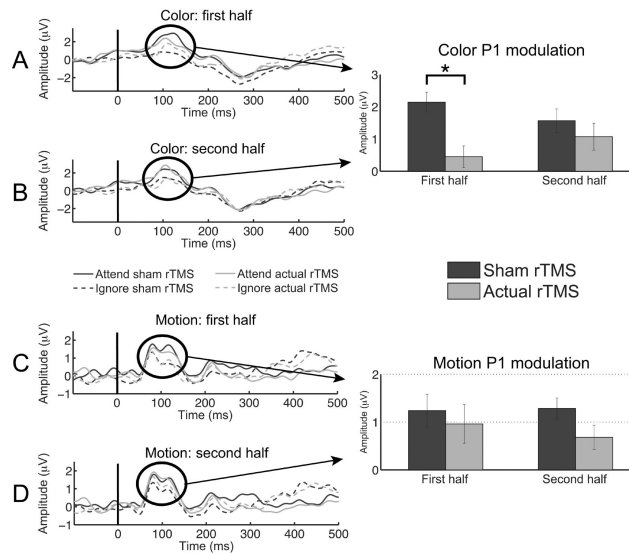 A
Color: first half
Amplitude (µV)
2
0
−2
0 100 200 300 400 500
Time (ms)
Color P1 modulation
Amplitude (µV)
3
2
1
0
*
First half Second half
B
Color: second half
Amplitude (µV)
2
0
−2
0 100 200 300 400 500
Time (ms)
Attend sham rTMS Attend actual rTMS
Ignore sham rTMS Ignore actual rTMS
Sham rTMS
Actual rTMS
C
Motion: first half
Amplitude (µV)
2
1
0
−1
0 100 200 300 400 500
Time (ms)
Motion P1 modulation
Amplitude (µV)
2
1
0
First half Second half
D
Motion: second half
Amplitude (µV)
2
1
0
−1
0 100 200 300 400 500
Time (ms)